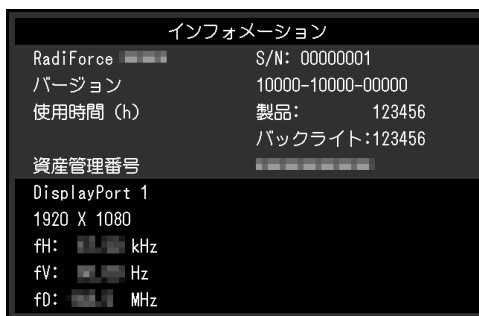 インフォメーション
RadiForce S/N: 00000001
バージョン 10000-10000-00000
使用時間（h） 製品: 123456
バックライト:123456
資産管理番号
DisplayPort 1
1920 X 1080
fH: kHz
fV: Hz
fD: MHz